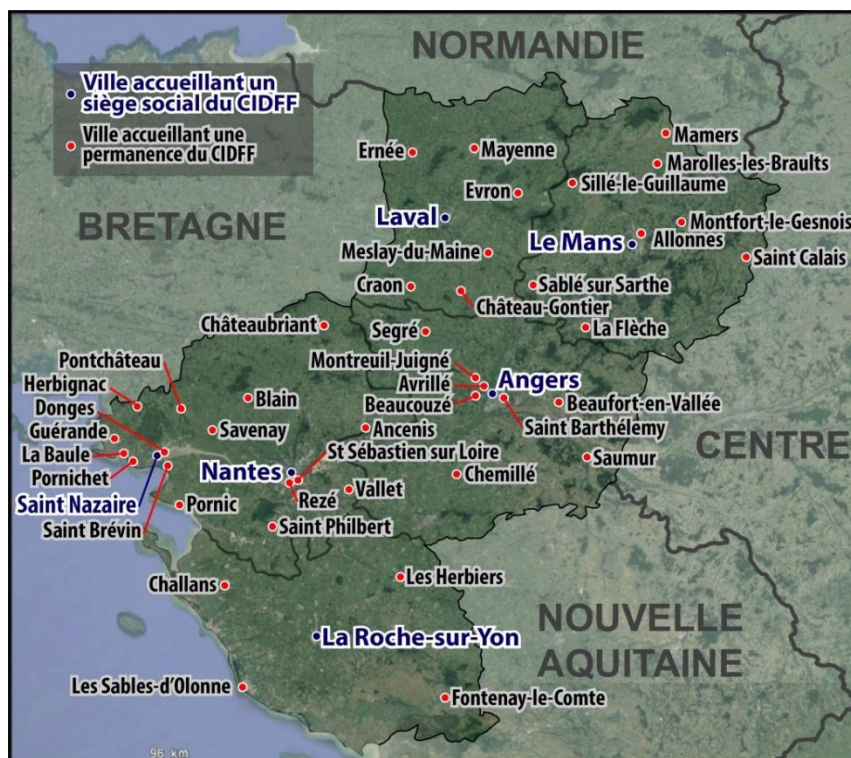 NORMANDIE
Ville accueillant un
siège social du CIDFF
Ville accueillant une
permanence du CIDFF
Mamers
Ernée
Mayenne
Marolles-les-Braults
Sillé-le-Guillaume
Evron
BRETAGNE
Laval
Montfort-le-Gesnois
Le Mans
Allonnes
Meslay-du-Maine
Saint Calais
Craon
Sablé sur Sarthe
Château-Gontier
Châteaubriant
Segré
La Flèche
Pontchâteau
Montreuil-Juigné
Herbignac
Avrillé
Angers
Donges
Blain
Beaucouzé
Beaufort-en-Vallée
Guérande
Savenay
Ancenis
Saint Barthélemy
CENTRE
La Baule
St Sébastien sur Loire
Saumur
Pornichet
Nantes
Chemillé
Saint Nazaire
Pornic
Rezé
Vallet
Saint Brévin
Saint Philbert
Challans
Les Herbiers
NOUVELLE
AQUITAINE
La Roche-sur-Yon
Les Sables-d'Olonne
Fontenay-le-Comte
96 km